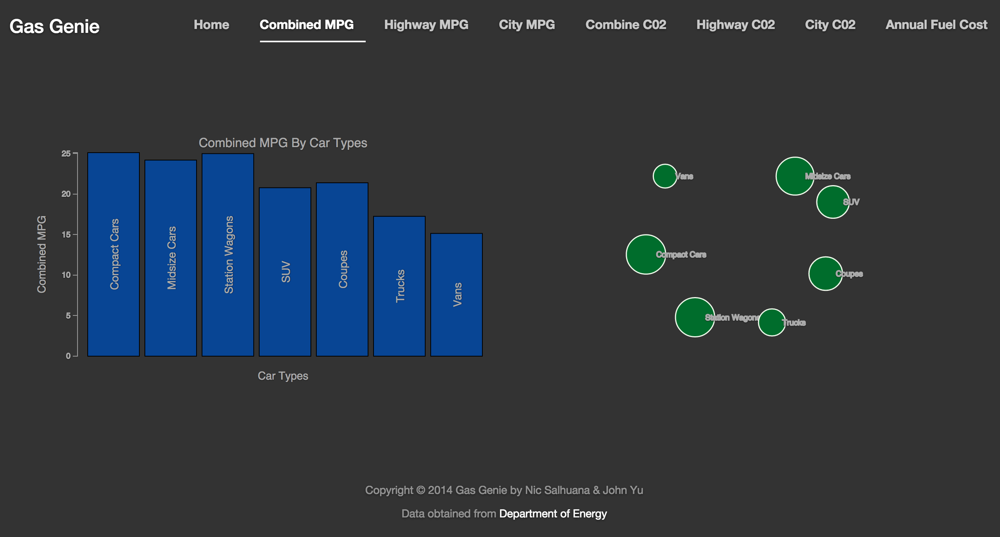 Gas Genie
Home
Combined MPG
Highway MPG
City MPG
Combine C02
Highway C02
City C02
Annual Fuel Cost
Combined MPG By Car Types
25
20
15
10
5
0
Combined MPG
Compact Cars
Midsize Cars
Station Wagons
SUV
Coupes
Trucks
Vans
Car Types
Vans
Midsize Cars
SUV
Compact Cars
Coupes
Station Wagons
Trucks
Copyright © 2014 Gas Genie by Nic Salhuana & John Yu
Data obtained from Department of Energy